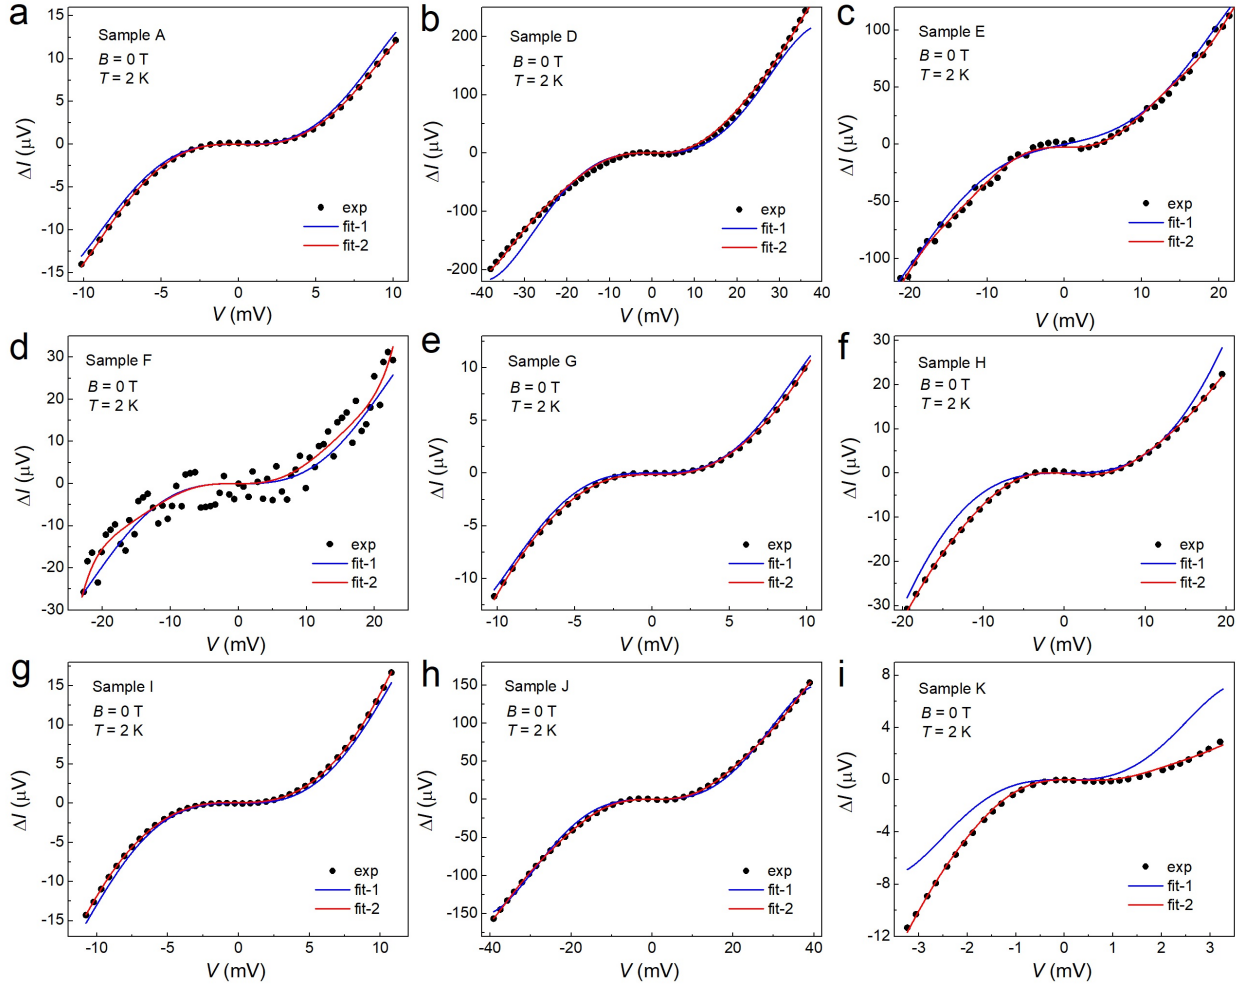 a
Sample A
B = 0 T
T = 2 K
exp
fit-1
fit-2
15
10
5
0
-5
-10
-15
-10
-5
0
5
10
ΔI (μV)
V (mV)
b
Sample D
B = 0 T
T = 2 K
exp
fit-1
fit-2
200
100
0
-100
-200
-40
-30
-20
-10
0
10
20
30
40
ΔI (μV)
V (mV)
c
Sample E
B = 0 T
T = 2 K
exp
fit-1
fit-2
100
50
0
-50
-100
-20
-10
0
10
20
ΔI (μV)
V (mV)
d
Sample F
B = 0 T
T = 2 K
exp
fit-1
fit-2
30
20
10
0
-10
-20
-30
-20
-10
0
10
20
ΔI (μV)
V (mV)
e
Sample G
B = 0 T
T = 2 K
exp
fit-1
fit-2
10
5
0
-5
-10
-10
-5
0
5
10
ΔI (μV)
V (mV)
f
Sample H
B = 0 T
T = 2 K
exp
fit-1
fit-2
30
20
10
0
-10
-20
-30
-20
-10
0
10
20
ΔI (μV)
V (mV)
g
Sample I
B = 0 T
T = 2 K
exp
fit-1
fit-2
15
10
5
0
-5
-10
-15
-10
-5
0
5
10
ΔI (μV)
V (mV)
h
Sample J
B = 0 T
T = 2 K
exp
fit-1
fit-2
150
100
50
0
-50
-100
-150
-40
-20
0
20
40
ΔI (μV)
V (mV)
i
Sample K
B = 0 T
T = 2 K
exp
fit-1
fit-2
8
4
0
-4
-8
-12
-3
-2
-1
0
1
2
3
ΔI (μV)
V (mV)